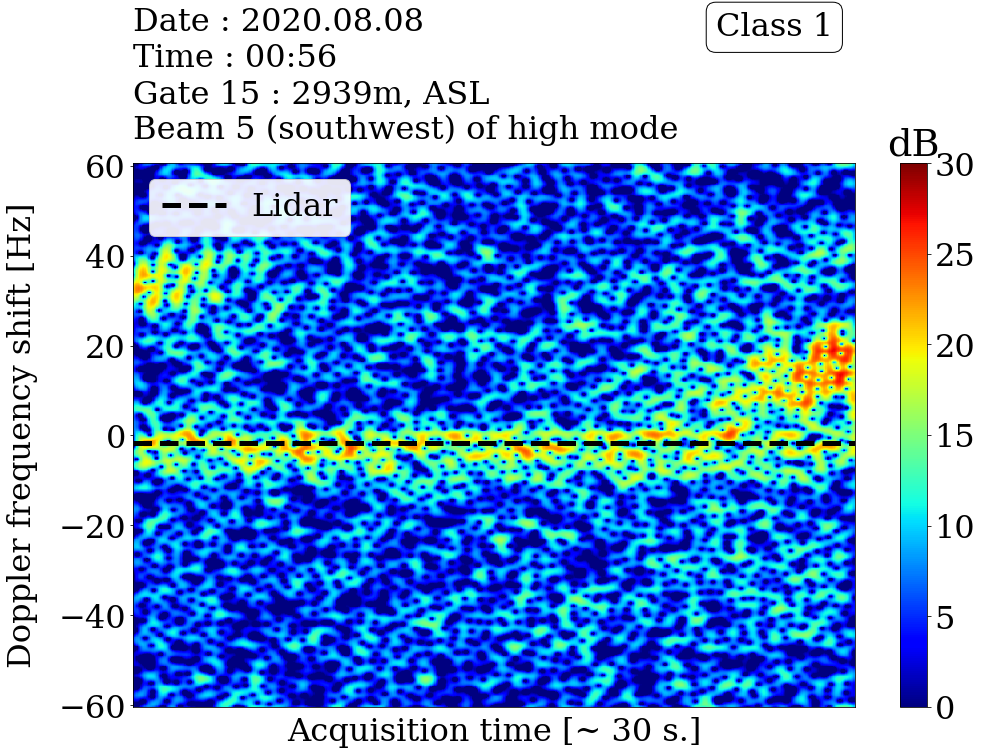 Date : 2020.08.08
Time : 00:56
Gate 15 : 2939m, ASL
Beam 5 (southwest) of high mode
Class 1
dB
Lidar
Doppler frequency shift [Hz]
60
40
20
0
−20
−40
−60
30
25
20
15
10
5
0
Acquisition time [~ 30 s.]